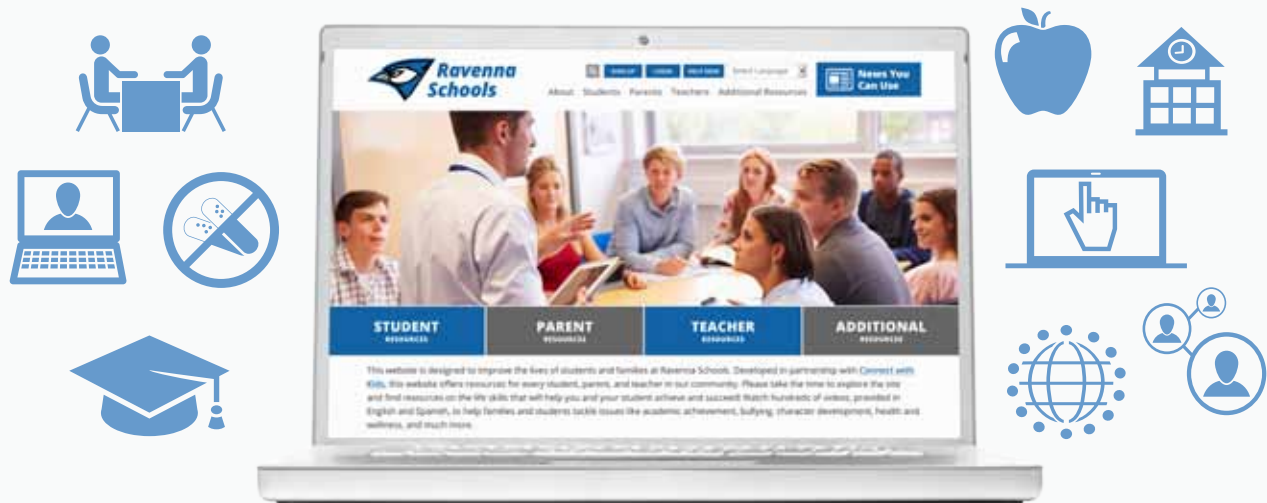 Ravenna
Schools
SIGN UP LOGIN HELP DESK Select Language
News You
Can Use
About Students Parents Teachers Additional Resources
STUDENT
RESOURCES
PARENT
RESOURCES
TEACHER
RESOURCES
ADDITIONAL
RESOURCES
This website is designed to improve the lives of students and families at Ravenna Schools. Developed in partnership with Connect with
Kids, this website offers resources for every student, parent, and teacher in our community. Please take the time to explore the site
and find resources on the life skills that will help you and your student achieve and succeed! Watch hundreds of videos, provided in
English and Spanish, to help families and students tackle issues like academic achievement, bullying, character development, health and
wellness, and much more.